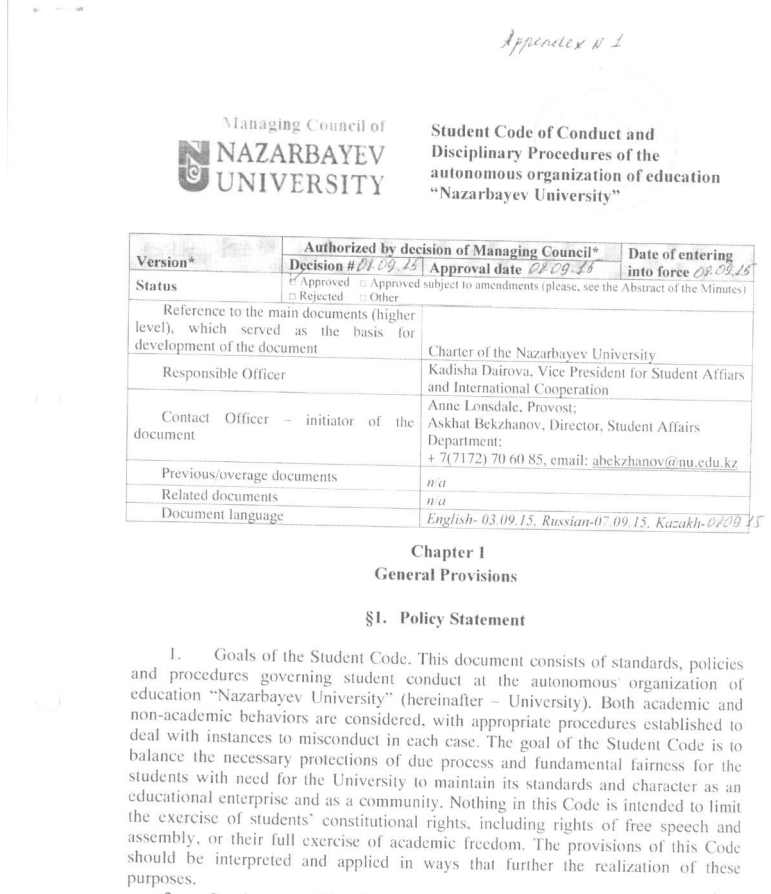 Appendex N 1
Managing Council of
NAZARBAYEV
UNIVERSITY
Student Code of Conduct and
Disciplinary Procedures of the
autonomous organization of education
“Nazarbayev University”
Version*
Authorized by decision of Managing Council*
Date of entering
into force 08.09.15
Decision # 01.09.15
Approval date 08.09.15
Status
Approved □ Approved subject to amendments (please, see the Abstract of the Minutes)
□ Rejected □ Other
Reference to the main documents (higher
level), which served as the basis for
development of the document
Charter of the Nazarbayev University
Responsible Officer
Kadisha Dairova, Vice President for Student Affiars
and International Cooperation
Contact Officer – initiator of the
document
Anne Lonsdale, Provost;
Askhat Bekzhanov, Director, Student Affairs
Department;
+ 7(7172) 70 60 85, email: abekzhanov@nu.edu.kz
Previous/overage documents
n/a
Related documents
n/a
Document language
English- 03.09.15, Russian-07.09.15, Kazakh-07.09.15
Chapter 1
General Provisions
§1. Policy Statement
1. Goals of the Student Code. This document consists of standards, policies
and procedures governing student conduct at the autonomous organization of
education “Nazarbayev University” (hereinafter – University). Both academic and
non-academic behaviors are considered, with appropriate procedures established to
deal with instances to misconduct in each case. The goal of the Student Code is to
balance the necessary protections of due process and fundamental fairness for the
students with need for the University to maintain its standards and character as an
educational enterprise and as a community. Nothing in this Code is intended to limit
the exercise of students’ constitutional rights, including rights of free speech and
assembly, or their full exercise of academic freedom. The provisions of this Code
should be interpreted and applied in ways that further the realization of these
purposes.